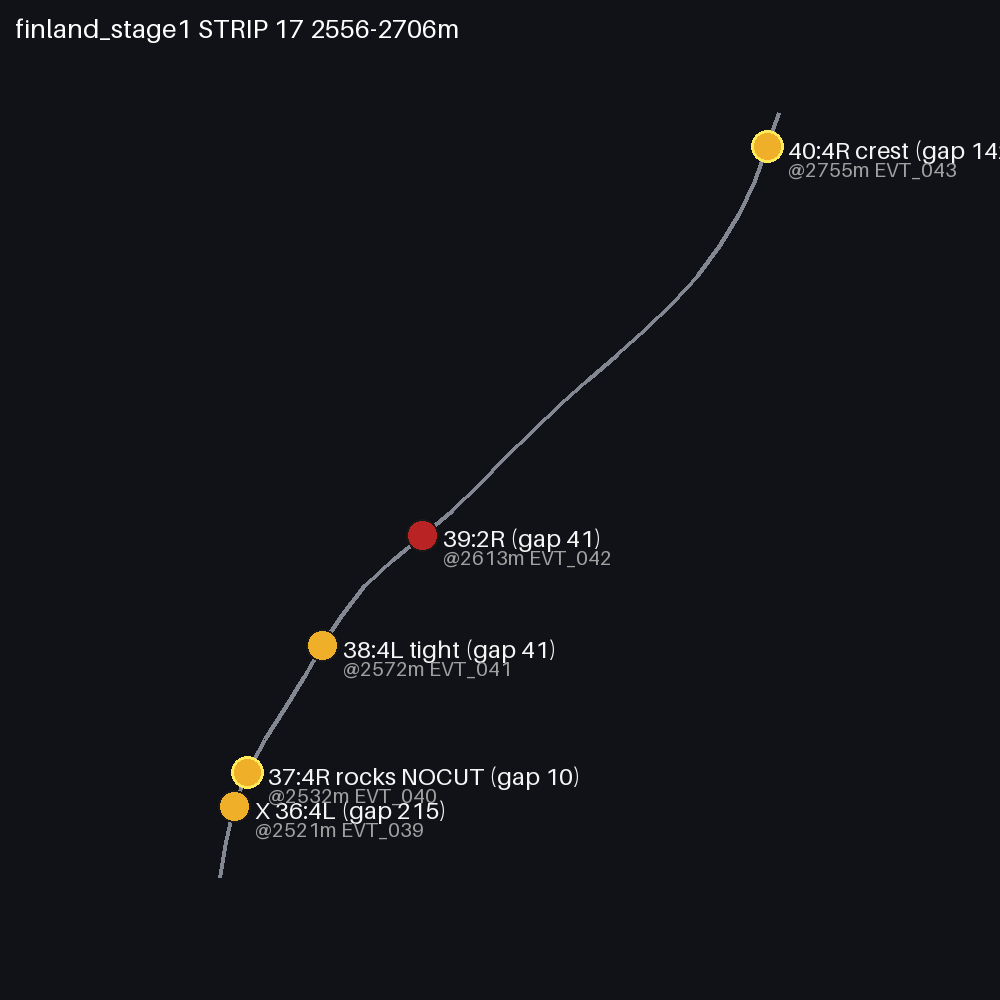 finland_stage1 STRIP 17 2556-2706m
40:4R crest (gap 14
@2755m EVT_043
39:2R (gap 41)
@2613m EVT_042
38:4L tight (gap 41)
@2572m EVT_041
37:4R rocks NOCUT (gap 10)
@2532m EVT_040
X 36:4L (gap 215)
@2521m EVT_039